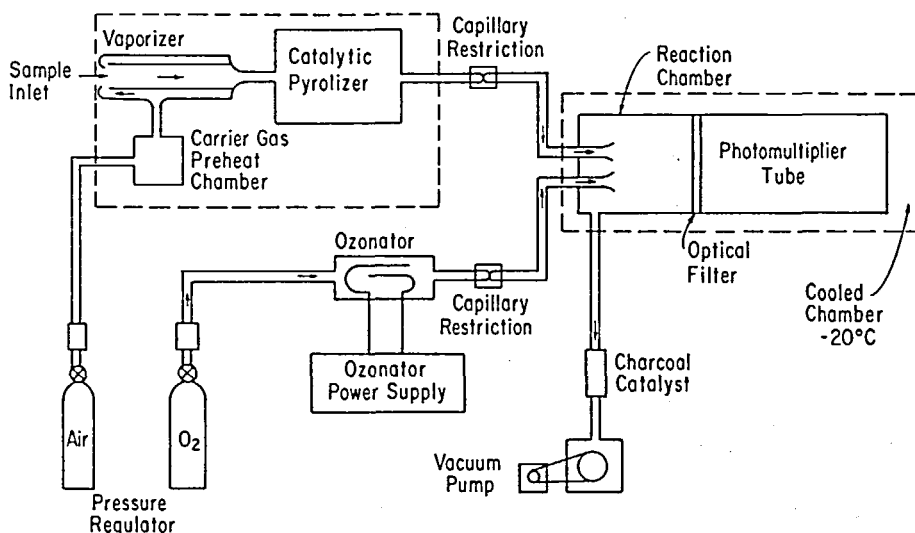 Vaporizer
Sample
Inlet
Catalytic
Pyrolizer
Capillary
Restriction
Carrier Gas
Preheat
Chamber
Reaction
Chamber
Photomultiplier
Tube
Optical
Filter
Cooled
Chamber
-20°C
Ozonator
Capillary
Restriction
Ozonator
Power Supply
Charcoal
Catalyst
Air
O2
Vacuum
Pump
Pressure
Regulator